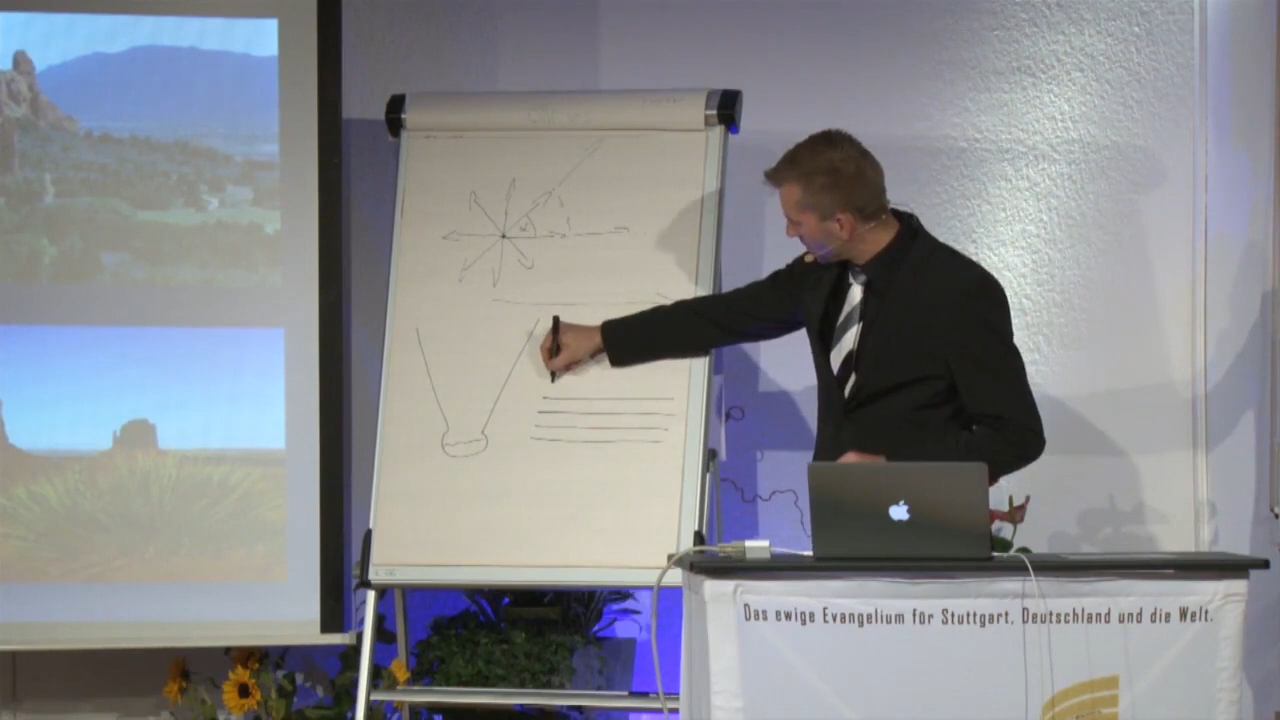 α
Das ewige Evangelium für Stuttgart, Deutschland und die Welt.